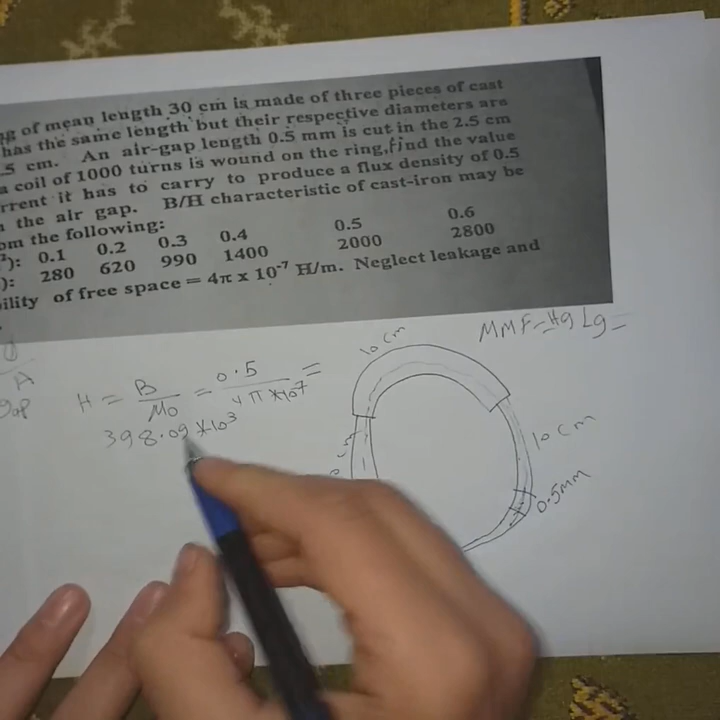 ng of mean length 30 cm is made of three pieces of cast
has the same length but their respective diameters are
.5 cm. An air-gap length 0.5 mm is cut in the 2.5 cm
a coil of 1000 turns is wound on the ring, find the value
rrent it has to carry to produce a flux density of 0.5
the air gap. B/H characteristic of cast-iron may be
om the following:
²): 0.1 0.2 0.3 0.4 0.5 0.6
): 280 620 990 1400 2000 2800
ility of free space = 4π x 10⁻⁷ H/m. Neglect leakage and
10 cm
MMF = Hg Lg =
A
gap
H = B / M0 = 0.5 / 4π * 10⁷ =
398.09 * 10³
10 cm
0.5mm